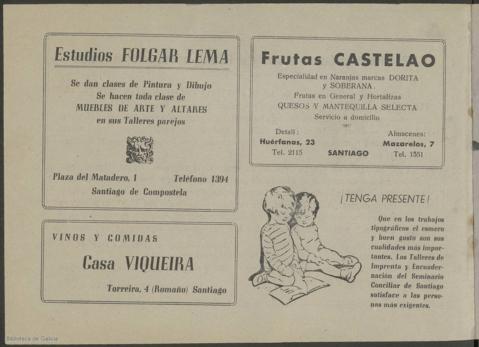 Estudios FOLGAR LEMA
Se dan clases de Pintura y Dibujo
Se hacen toda clase de
MUEBLES DE ARTE Y ALTARES
en sus Talleres parejos
Plaza del Matadero, 1 Teléfono 1394
Santiago de Compostela
VINOS Y COMIDAS
Casa VIQUEIRA
Torreira, 4 (Romaño) Santiago
Frutas CASTELAO
Especialidad en Naranjas marcas DORITA
y SOBERANA.
Frutas en General y Hortalizas
QUESOS Y MANTEQUILLA SELECTA
Servicio a domicilio
Detall: Almacenes:
Huérfanas, 23 Mazarelos, 7
Tel. 2115 SANTIAGO Tel. 1551
¡TENGA PRESENTE!
Que en los trabajos
tipográficos el esmero
y buen gusto son sus
cualidades más impor-
tantes. Los Talleres de
Imprenta y Encuader-
nación del Seminario
Conciliar de Santiago
satisface a las perso-
nas más exigentes.
Biblioteca de Galicia